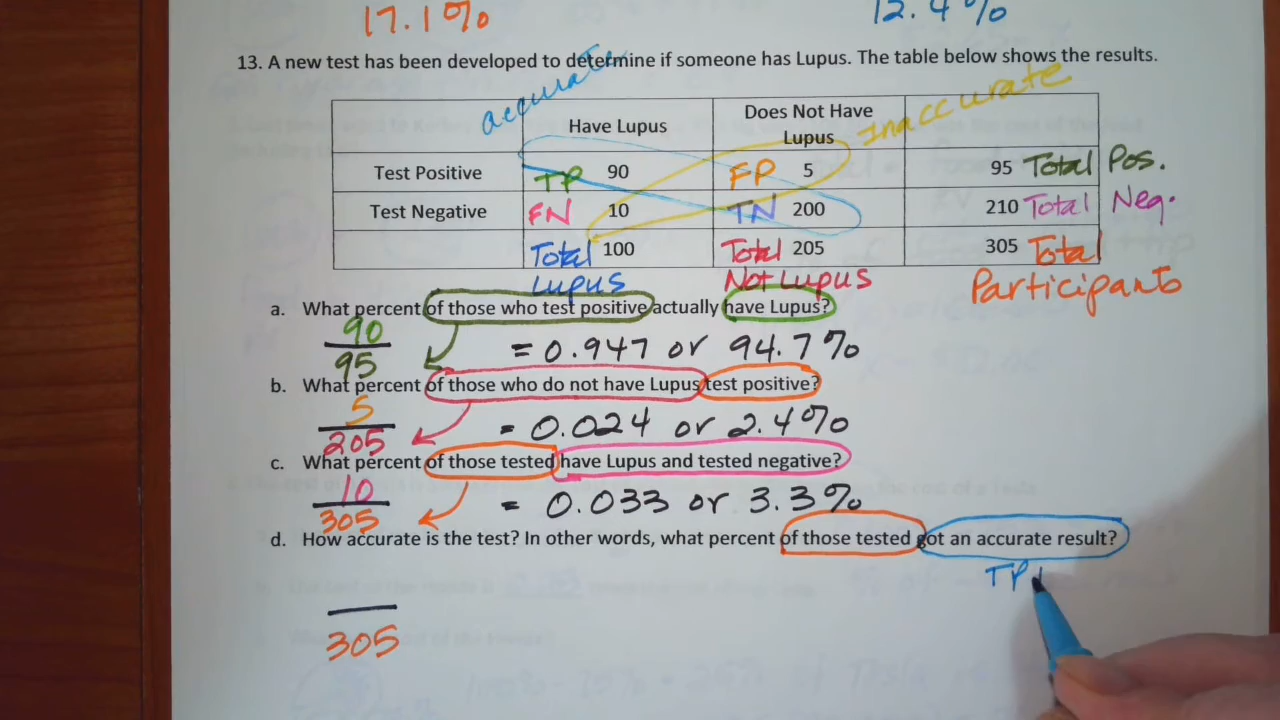 17.1% 12.4%
13. A new test has been developed to determine if someone has Lupus. The table below shows the results.
accurate Inaccurate
Have Lupus Does Not Have Lupus
Test Positive TP 90 FP 5 95 Total Pos.
Test Negative FN 10 TN 200 210 Total Neg.
Total 100 Total 205 305 Total
Lupus Not Lupus Participants
a. What percent of those who test positive actually have Lupus?
90
95 = 0.947 or 94.7%
b. What percent of those who do not have Lupus test positive?
5
205 = 0.024 or 2.4%
c. What percent of those tested have Lupus and tested negative?
10
305 = 0.033 or 3.3%
d. How accurate is the test? In other words, what percent of those tested got an accurate result?
TP
305